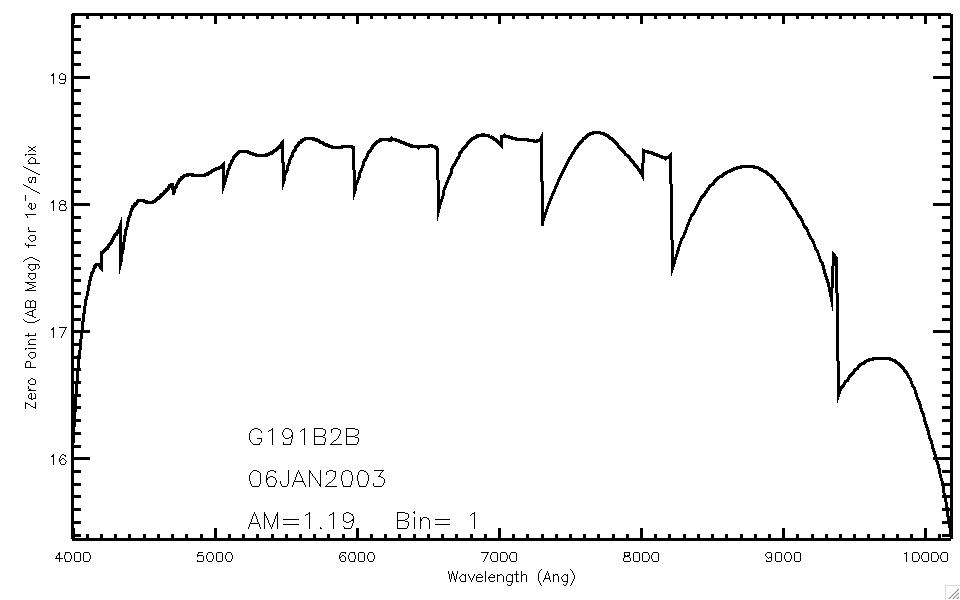 19
18
17
16
Zero Point (AB Mag) for 1e⁻/s/pix
G191B2B
06JAN2003
AM=1.19 Bin= 1
4000 5000 6000 7000 8000 9000 10000
Wavelength (Ang)